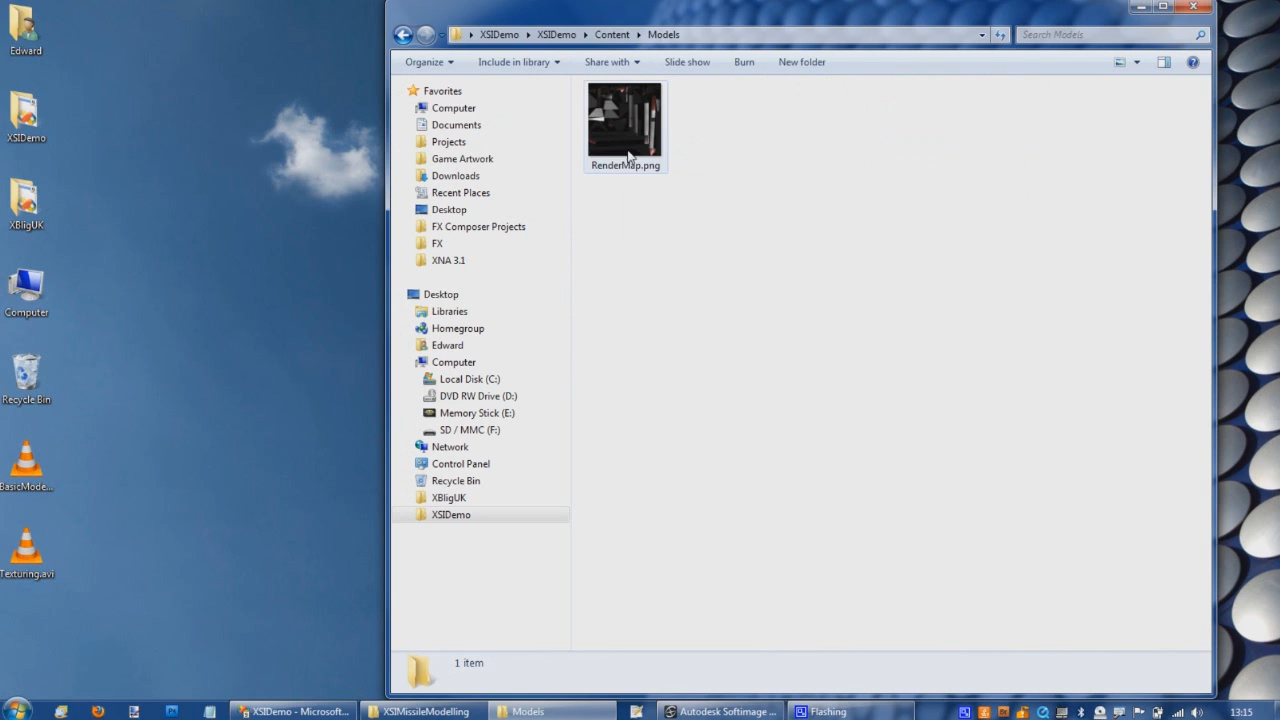 Edward
XSIDemo
XBligUK
Computer
Recycle Bin
BasicMode...
Texturing.avi
XSIDemo
XSIDemo
Content
Models
Search Models
Organize
Include in library
Share with
Slide show
Burn
New folder
Favorites
Computer
Documents
Projects
Game Artwork
Downloads
Recent Places
Desktop
FX Composer Projects
FX
XNA 3.1
Desktop
Libraries
Homegroup
Edward
Computer
Local Disk (C:)
DVD RW Drive (D:)
Memory Stick (E:)
SD / MMC (F:)
Network
Control Panel
Recycle Bin
XBligUK
XSIDemo
RenderMap.png
1 item
XSIDemo - Microsoft...
XSIMissileModelling
Models
Autodesk Softimage ...
Flashing
13:15